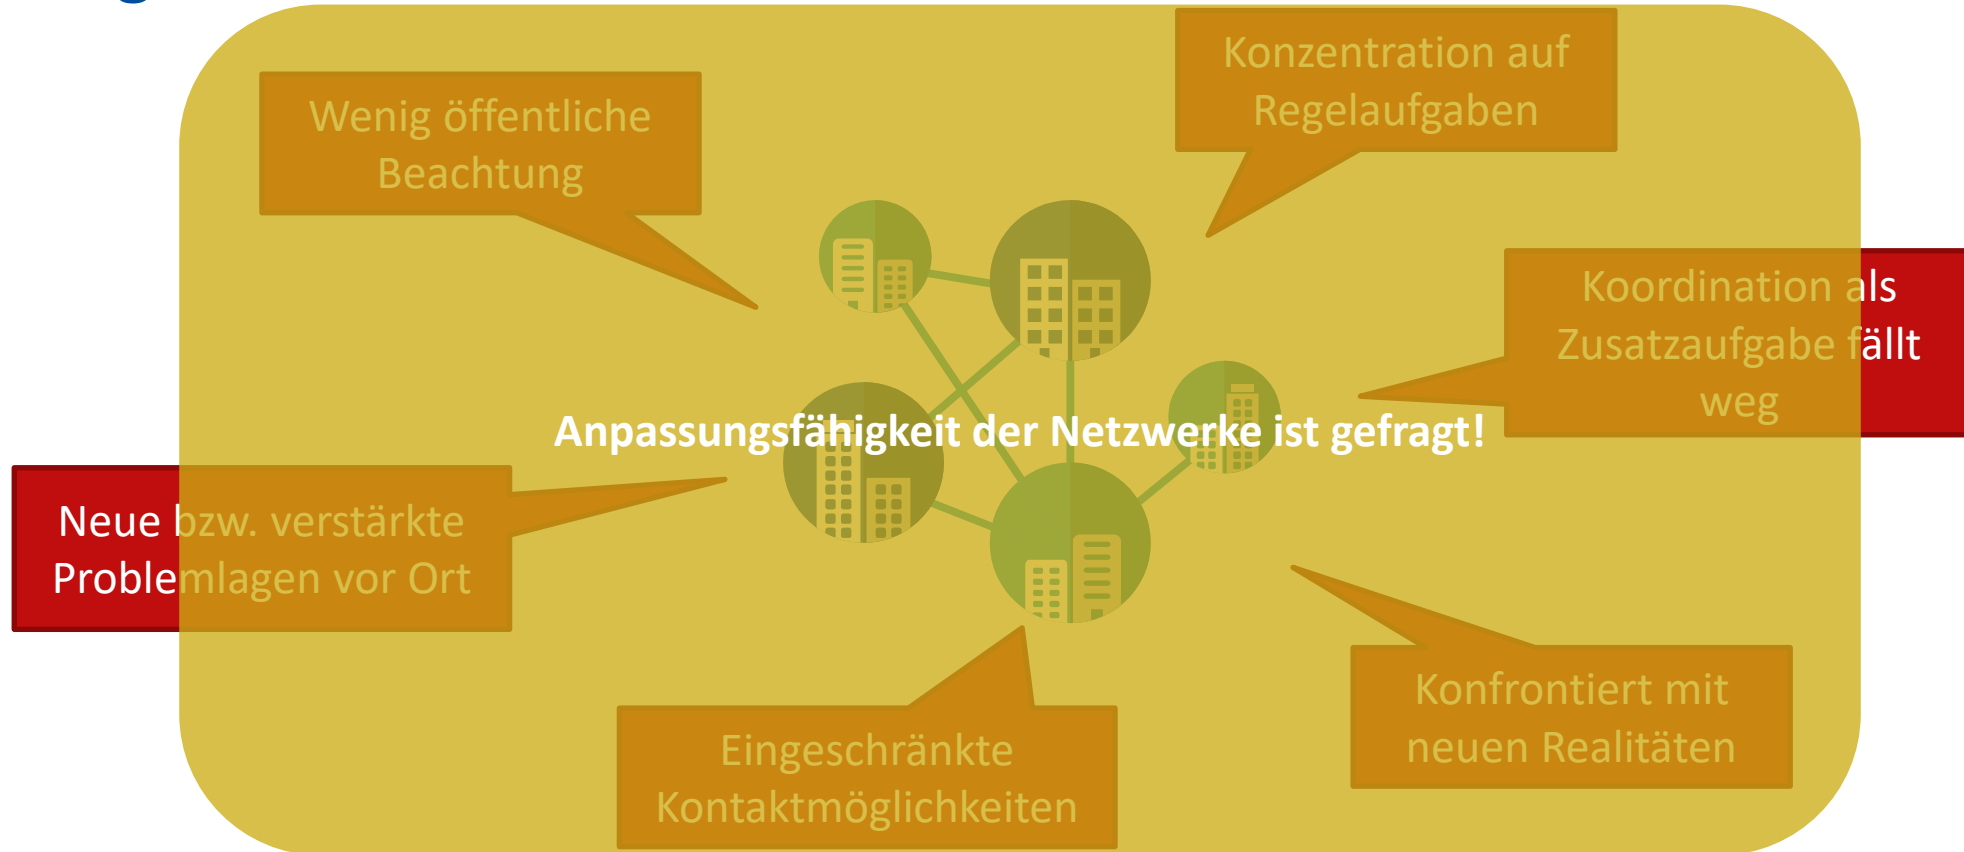 Wenig öffentliche
Beachtung
Konzentration auf
Regelaufgaben
Koordination als
Zusatzaufgabe fällt
weg
Anpassungsfähigkeit der Netzwerke ist gefragt!
Neue bzw. verstärkte
Problemlagen vor Ort
Konfrontiert mit
neuen Realitäten
Eingeschränkte
Kontaktmöglichkeiten